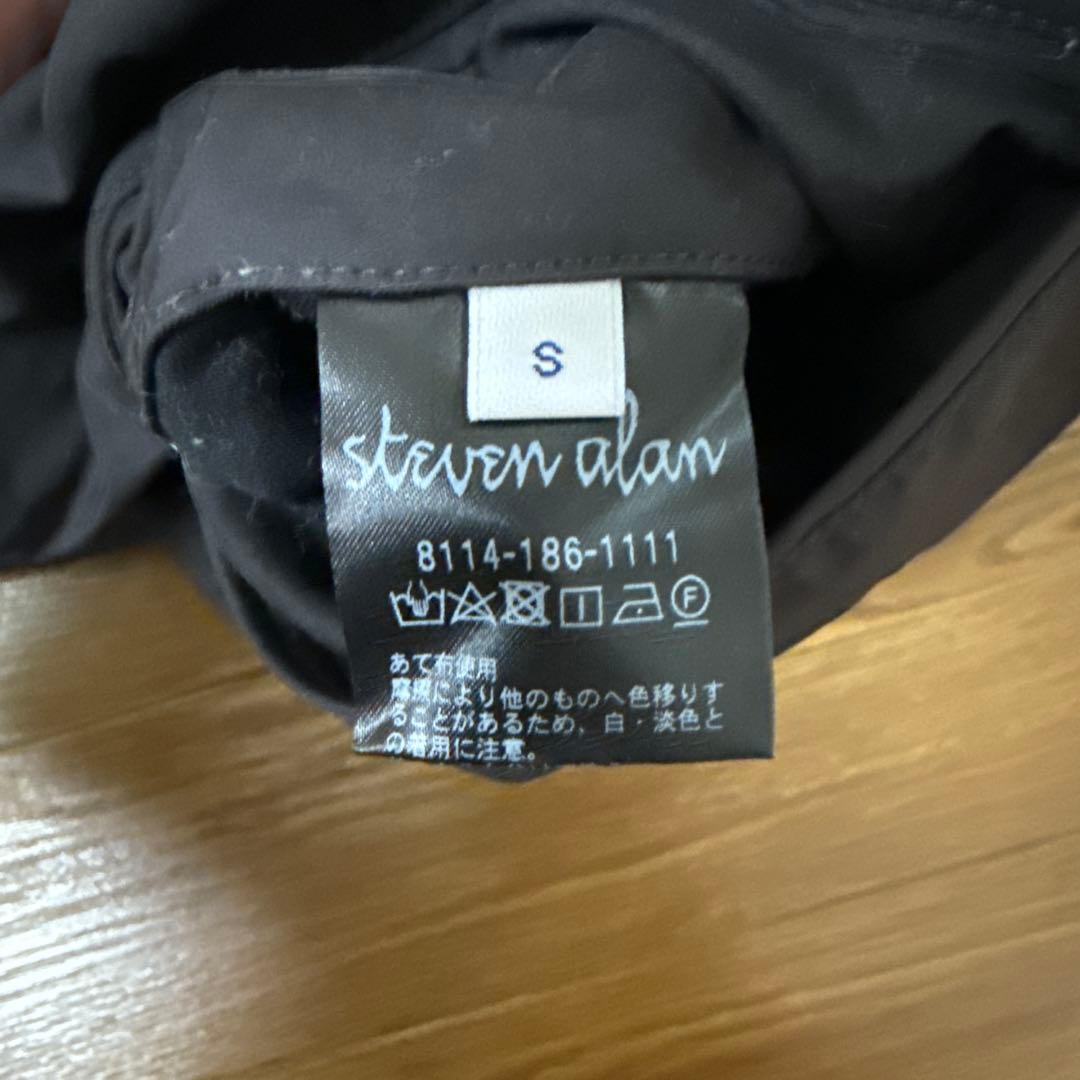 S
steven alan
8114-186-1111
F
あて布使用
摩擦により他のものへ色移りす
ることがあるため、白・淡色と
の着用に注意。